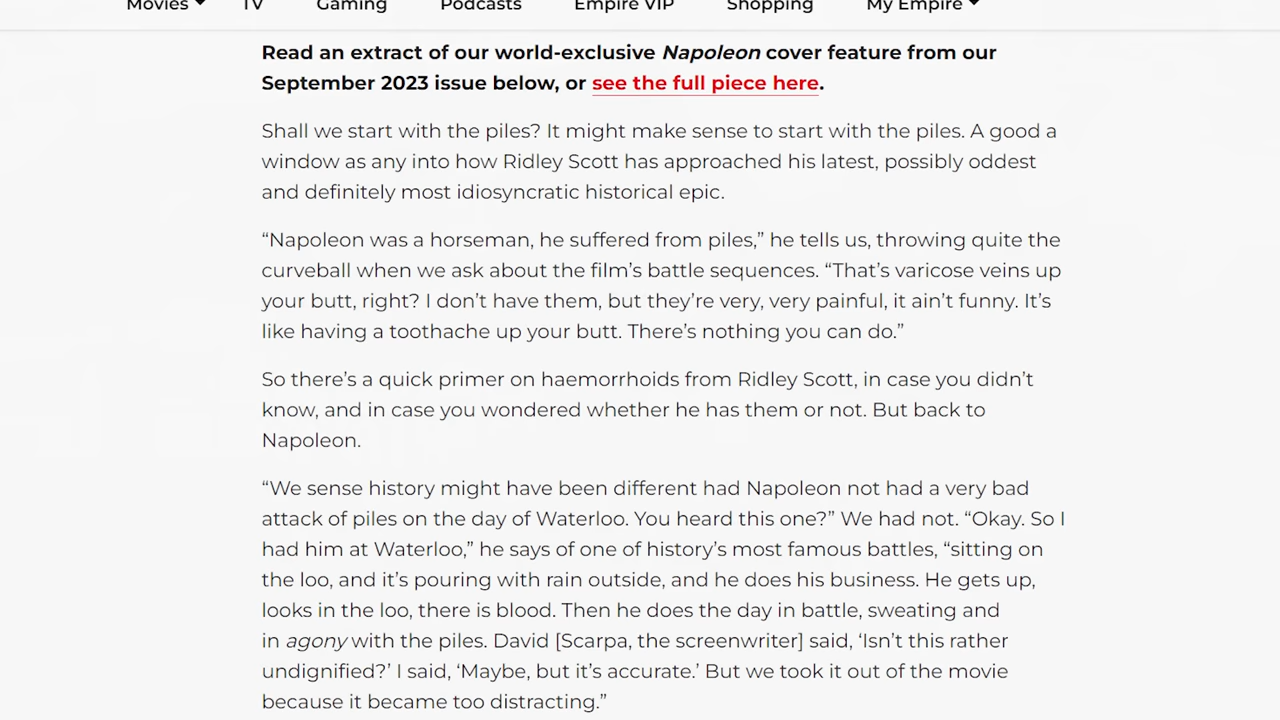 Movies TV Gaming Podcasts Empire VIP Shopping My Empire
Read an extract of our world-exclusive Napoleon cover feature from our
September 2023 issue below, or see the full piece here.
Shall we start with the piles? It might make sense to start with the piles. A good a
window as any into how Ridley Scott has approached his latest, possibly oddest
and definitely most idiosyncratic historical epic.
“Napoleon was a horseman, he suffered from piles,” he tells us, throwing quite the
curveball when we ask about the film’s battle sequences. “That’s varicose veins up
your butt, right? I don’t have them, but they’re very, very painful, it ain’t funny. It’s
like having a toothache up your butt. There’s nothing you can do.”
So there’s a quick primer on haemorrhoids from Ridley Scott, in case you didn’t
know, and in case you wondered whether he has them or not. But back to
Napoleon.
“We sense history might have been different had Napoleon not had a very bad
attack of piles on the day of Waterloo. You heard this one?” We had not. “Okay. So I
had him at Waterloo,” he says of one of history’s most famous battles, “sitting on
the loo, and it’s pouring with rain outside, and he does his business. He gets up,
looks in the loo, there is blood. Then he does the day in battle, sweating and
in agony with the piles. David [Scarpa, the screenwriter] said, ‘Isn’t this rather
undignified?’ I said, ‘Maybe, but it’s accurate.’ But we took it out of the movie
because it became too distracting.”